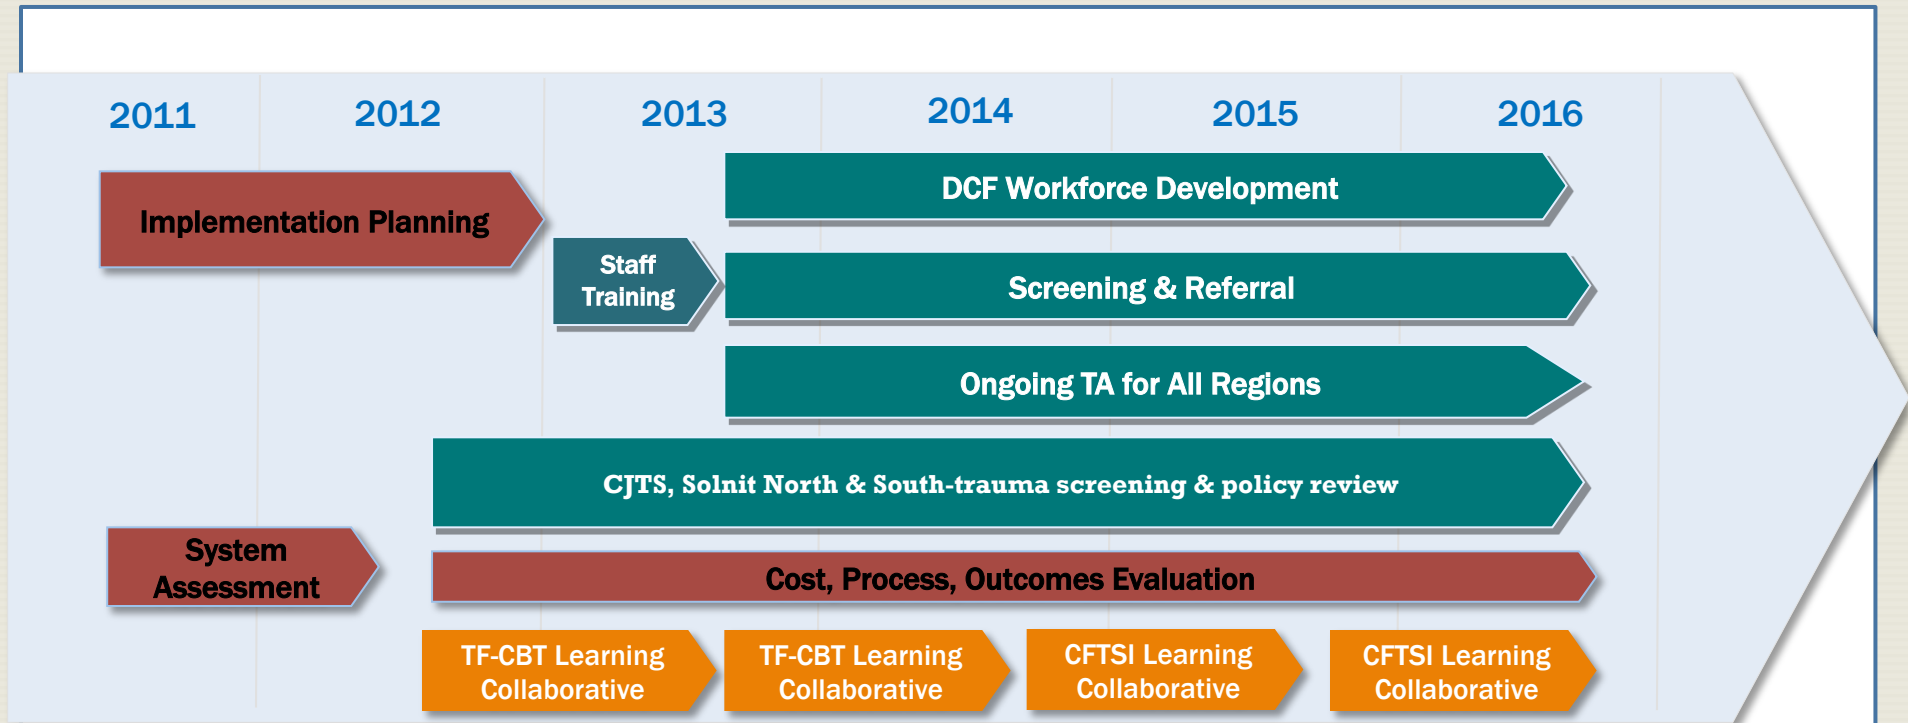 2011
2012
2013
2014
2015
2016
DCF Workforce Development
Implementation Planning
Staff
Training
Screening & Referral
Ongoing TA for All Regions
CJTS, Solnit North & South-trauma screening & policy review
System
Assessment
Cost, Process, Outcomes Evaluation
TF-CBT Learning
Collaborative
TF-CBT Learning
Collaborative
CFTSI Learning
Collaborative
CFTSI Learning
Collaborative